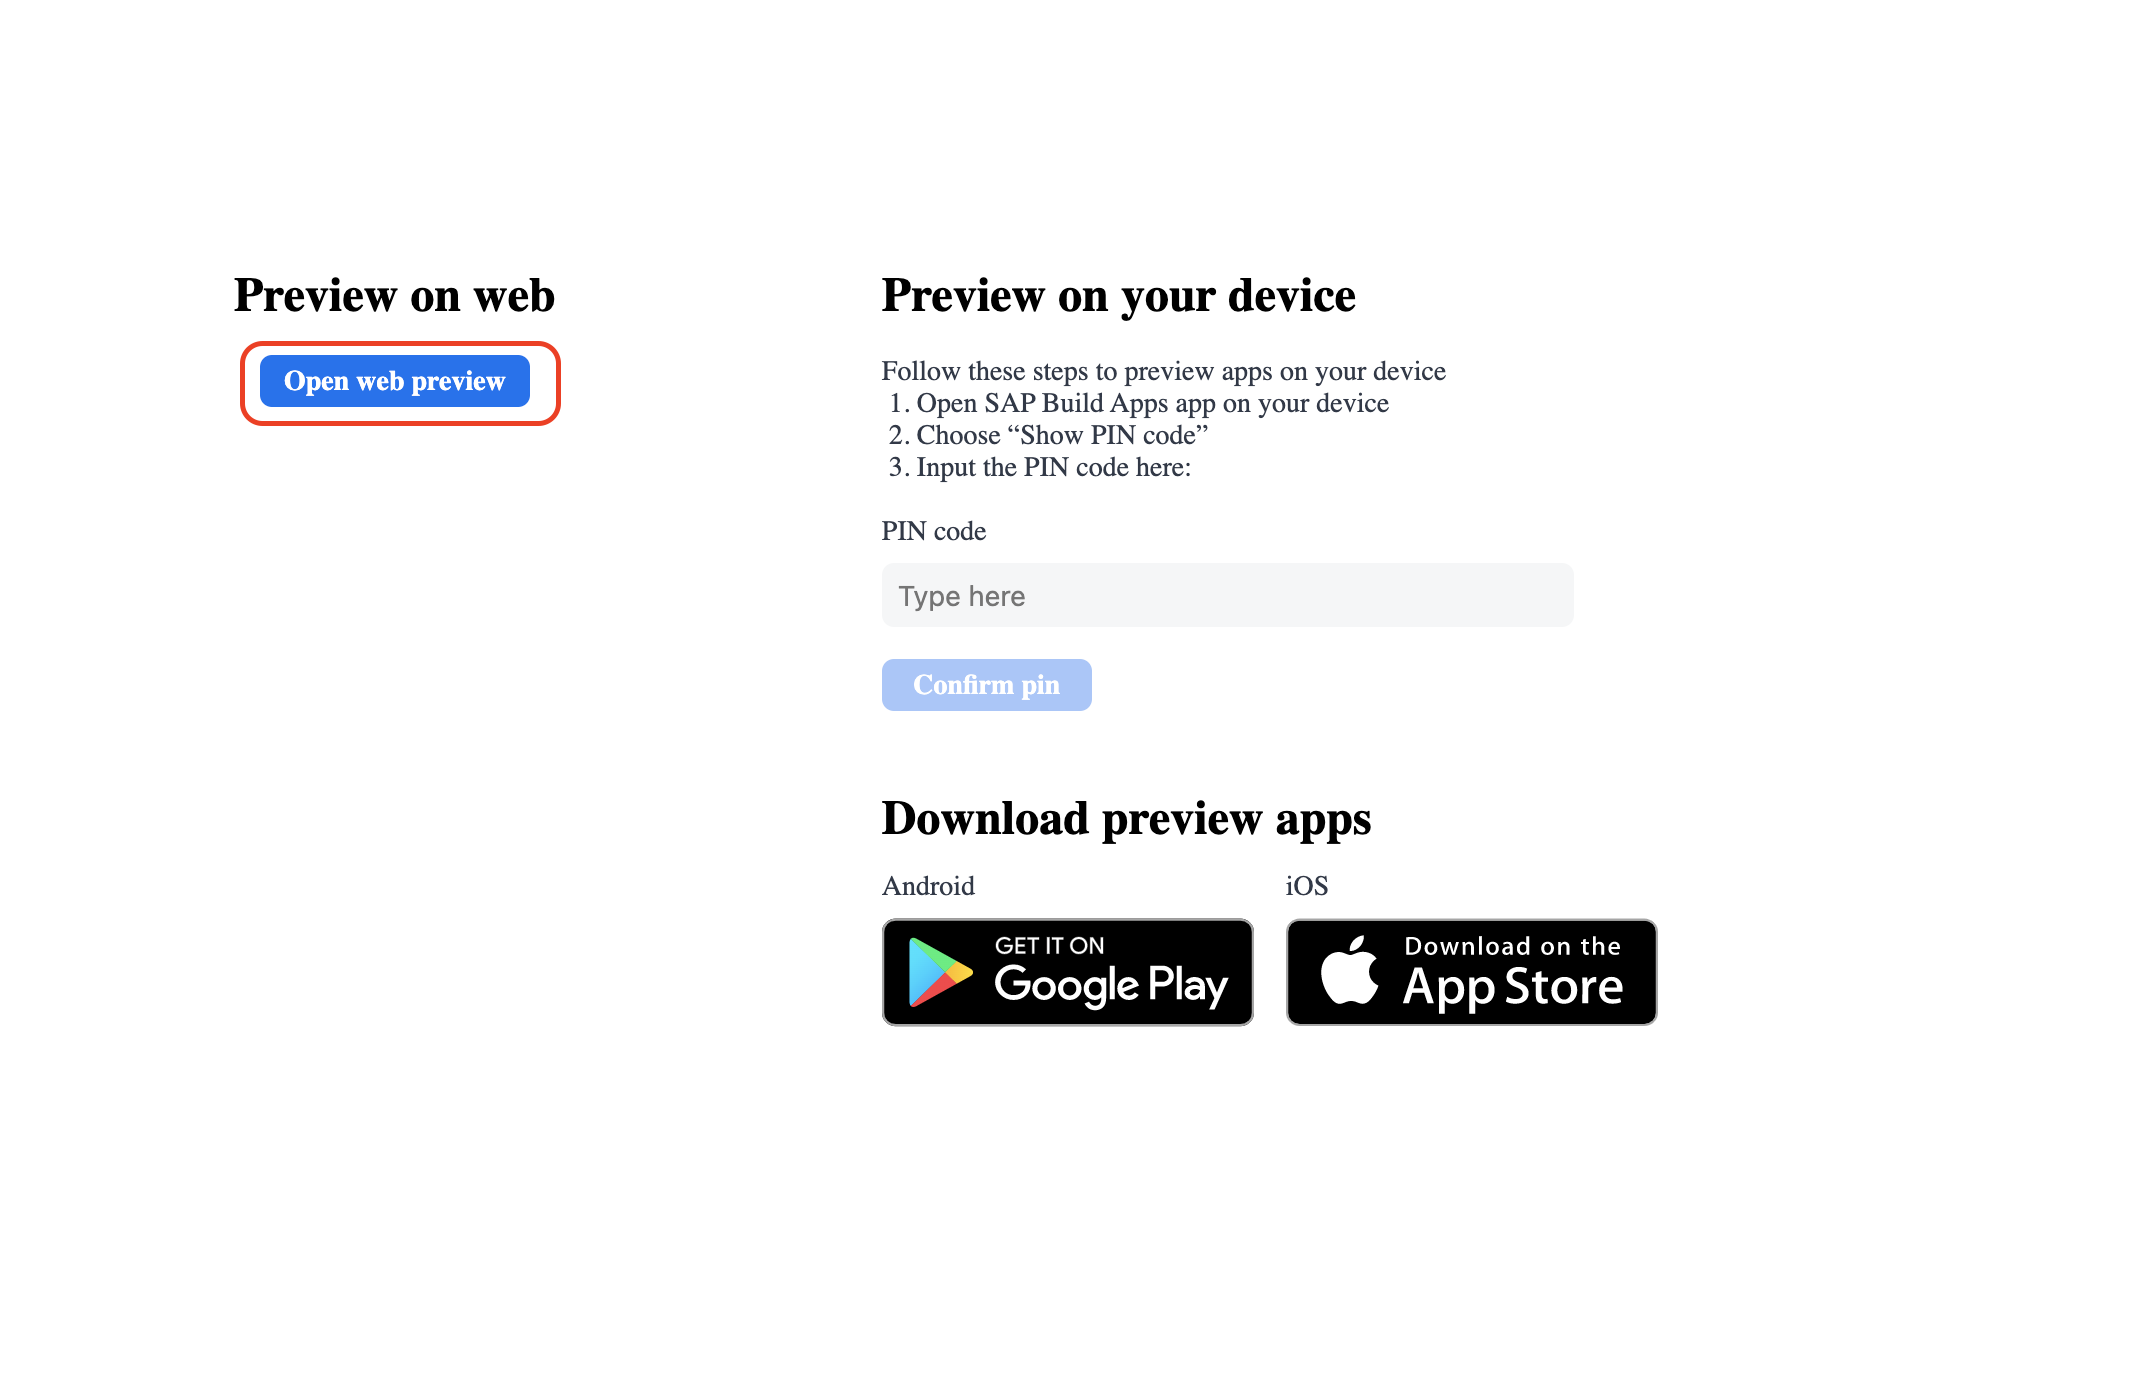 Preview on web
Open web preview
Preview on your device
Follow these steps to preview apps on your device
1. Open SAP Build Apps app on your device
2. Choose “Show PIN code”
3. Input the PIN code here:
PIN code
Type here
Confirm pin
Download preview apps
Android
GET IT ON
Google Play
iOS
Download on the
App Store